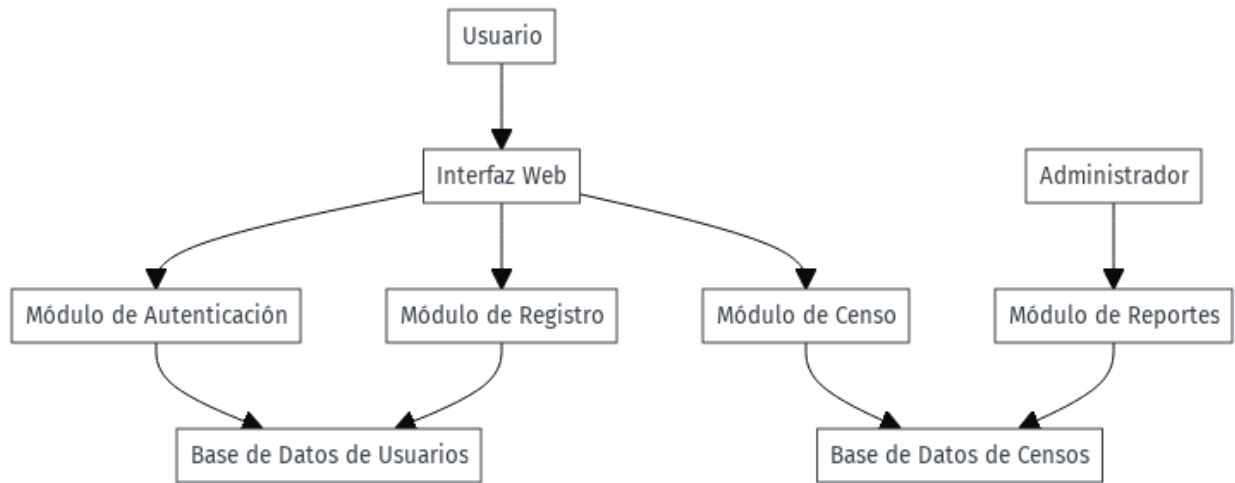 Usuario
Interfaz Web
Administrador
Módulo de Autenticación
Módulo de Registro
Módulo de Censo
Módulo de Reportes
Base de Datos de Usuarios
Base de Datos de Censos